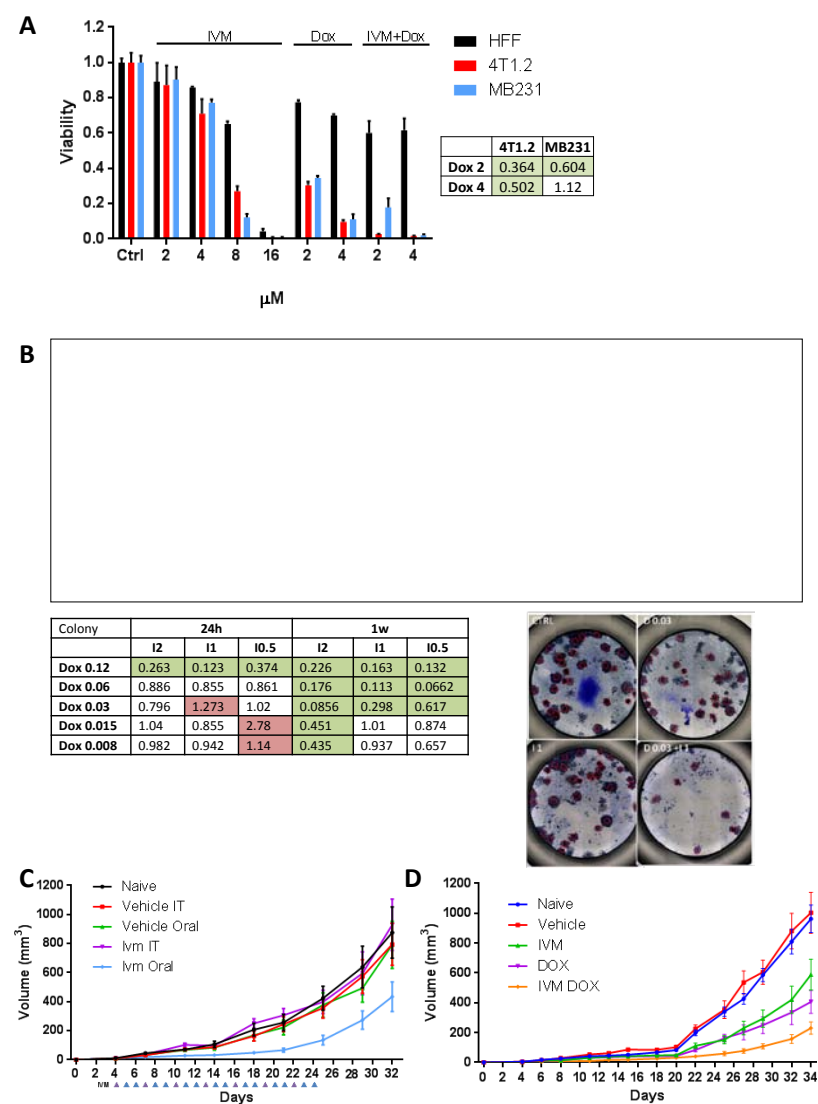 A
IVM Dox IVM+Dox
HFF
4T1.2
MB231
1.2
1.0
0.8
0.6
0.4
0.2
0.0
Viability
Ctrl 2 4 8 16 2 4 2 4
µM
4T1.2 MB231
Dox 2 0.364 0.604
Dox 4 0.502 1.12
B
Colony 24h 1w
I2 I1 I0.5 I2 I1 I0.5
Dox 0.12 0.263 0.123 0.374 0.226 0.163 0.132
Dox 0.06 0.886 0.855 0.861 0.176 0.113 0.0662
Dox 0.03 0.796 1.273 1.02 0.0856 0.298 0.617
Dox 0.015 1.04 0.855 2.78 0.451 1.01 0.874
Dox 0.008 0.982 0.942 1.14 0.435 0.937 0.657
CTRL D 0.03
I 1 D 0.03 +I 1
C
Naive
Vehicle IT
Vehicle Oral
Ivm IT
Ivm Oral
1200
1000
800
600
400
200
0
Volume (mm³)
0 2 4 6 8 10 12 14 16 18 20 22 24 26 28 30 32
IVM
Days
D
Naive
Vehicle
IVM
DOX
IVM DOX
1200
1000
800
600
400
200
0
Volume (mm³)
0 2 4 6 8 10 12 14 16 18 20 22 24 26 28 30 32 34
Days